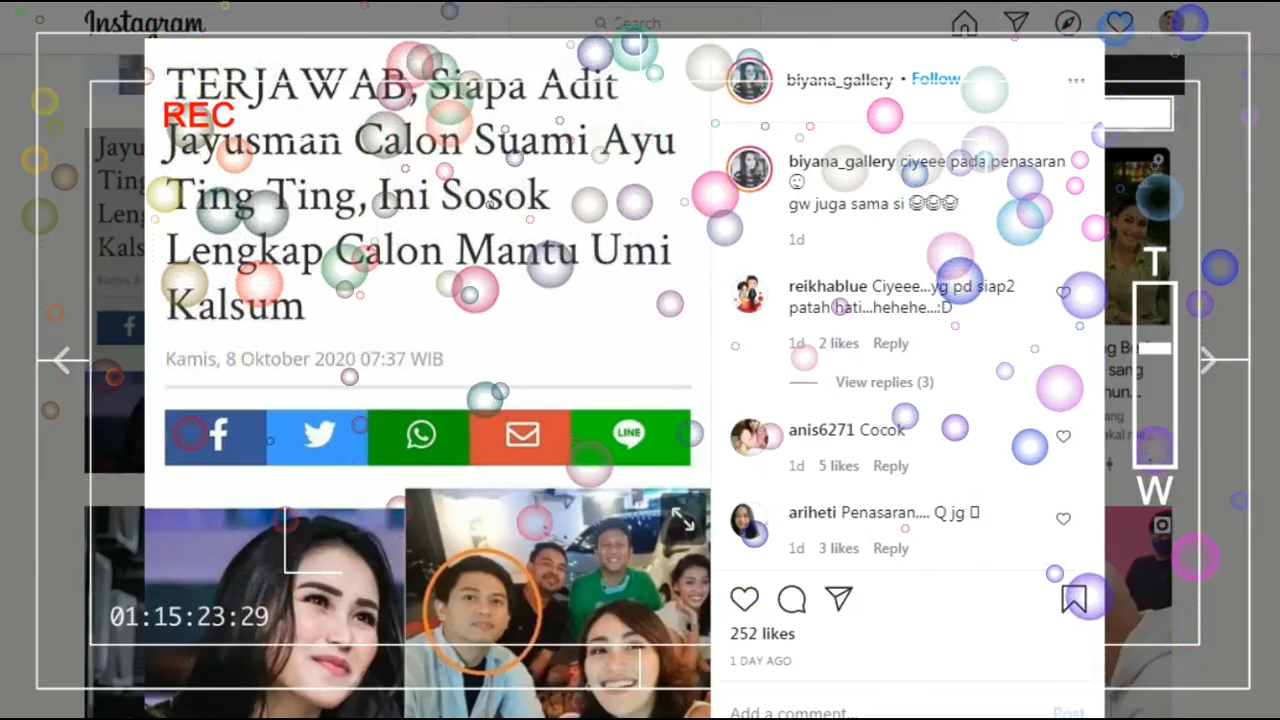 Instagram
Search
TERJAWAB, Siapa Adit
Jayusman Calon Suami Ayu
Ting Ting, Ini Sosok
Lengkap Calon Mantu Umi
Kalsum
REC
Kamis, 8 Oktober 2020 07:37 WIB
LINE
01:15:23:29
biyana_gallery • Follow
biyana_gallery ciyeee pada penasaran
gw juga sama si
1d
reikhablue Ciyeee...yg pd siap2
patah hati...hehehe...:D
1d 2 likes Reply
View replies (3)
anis6271 Cocok
1d 5 likes Reply
ariheti Penasaran.... Q jg
1d 3 likes Reply
252 likes
1 DAY AGO
Add a comment... Post
T
W
Kalsum